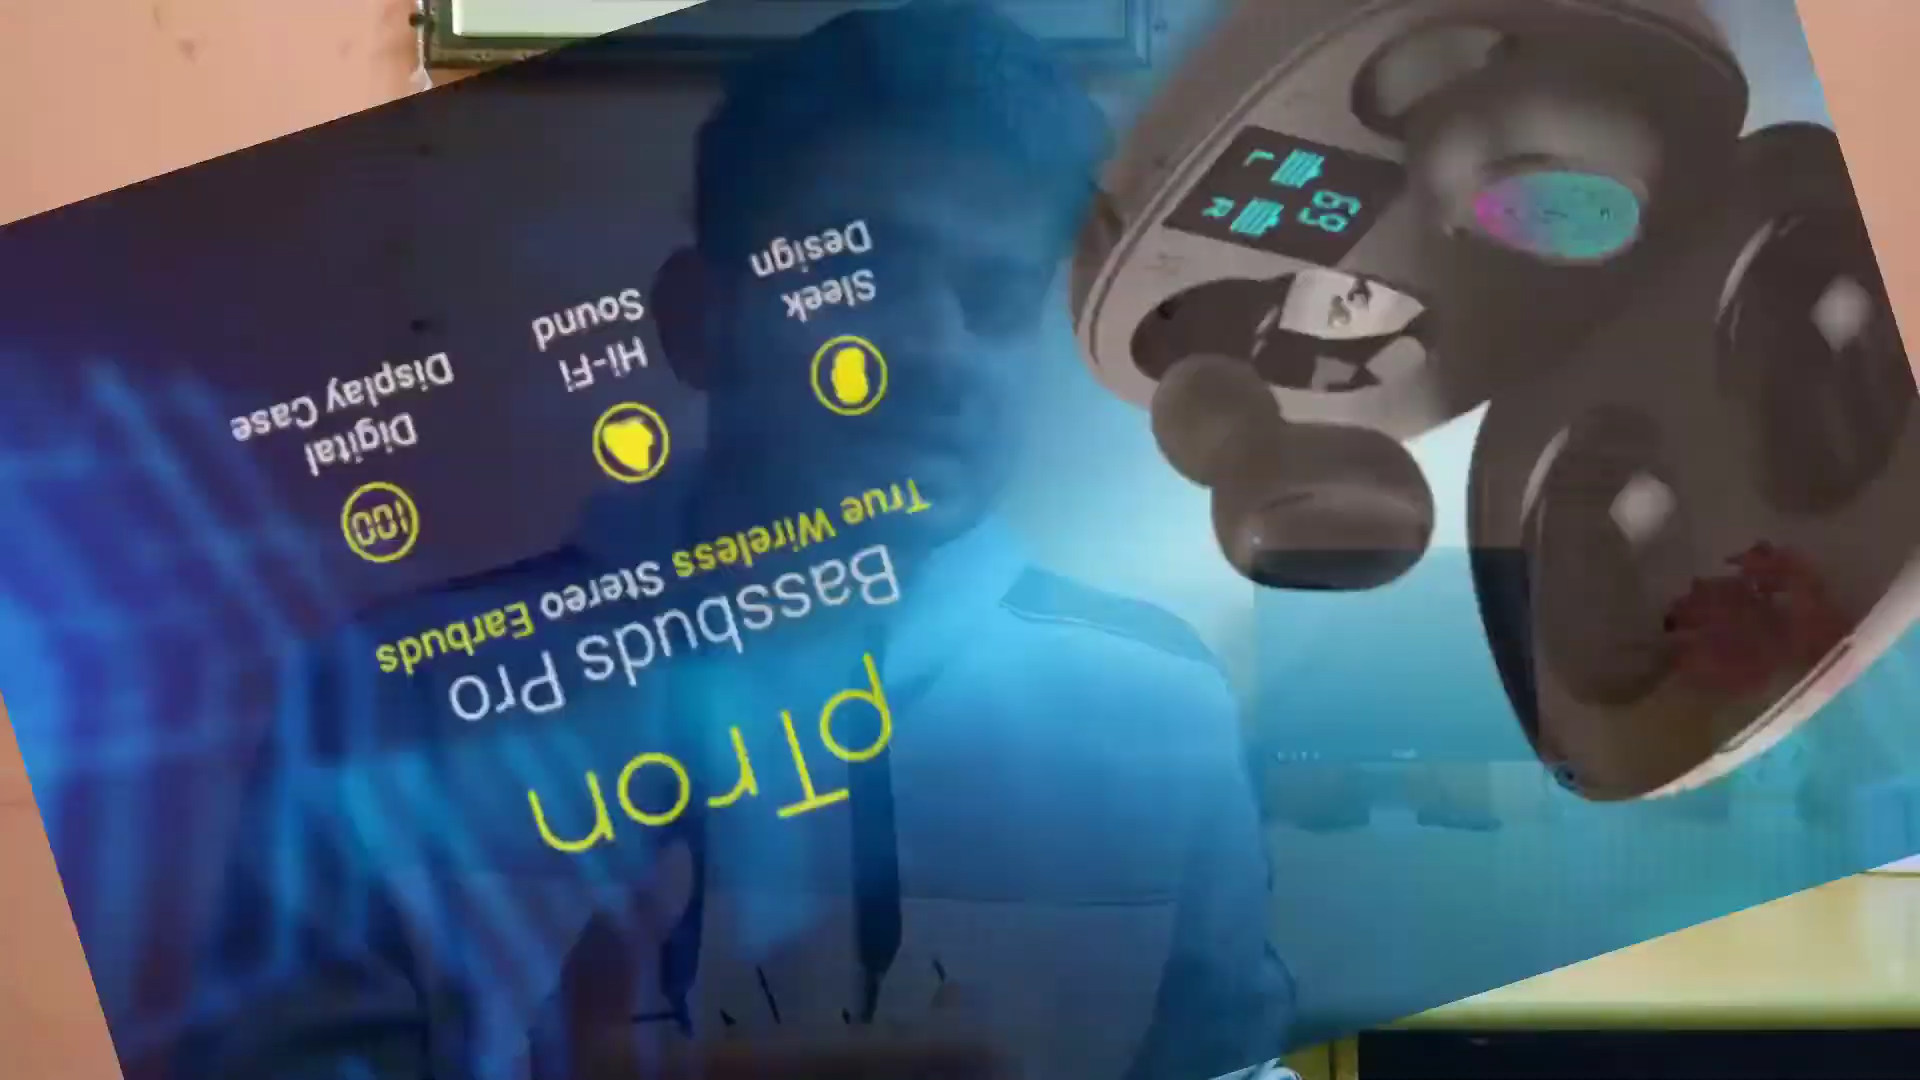 pTron
Bassbuds Pro
True Wireless Stereo Earbuds
100
Digital
Display Case
Hi-Fi
Sound
Sleek
Design
L
R
69